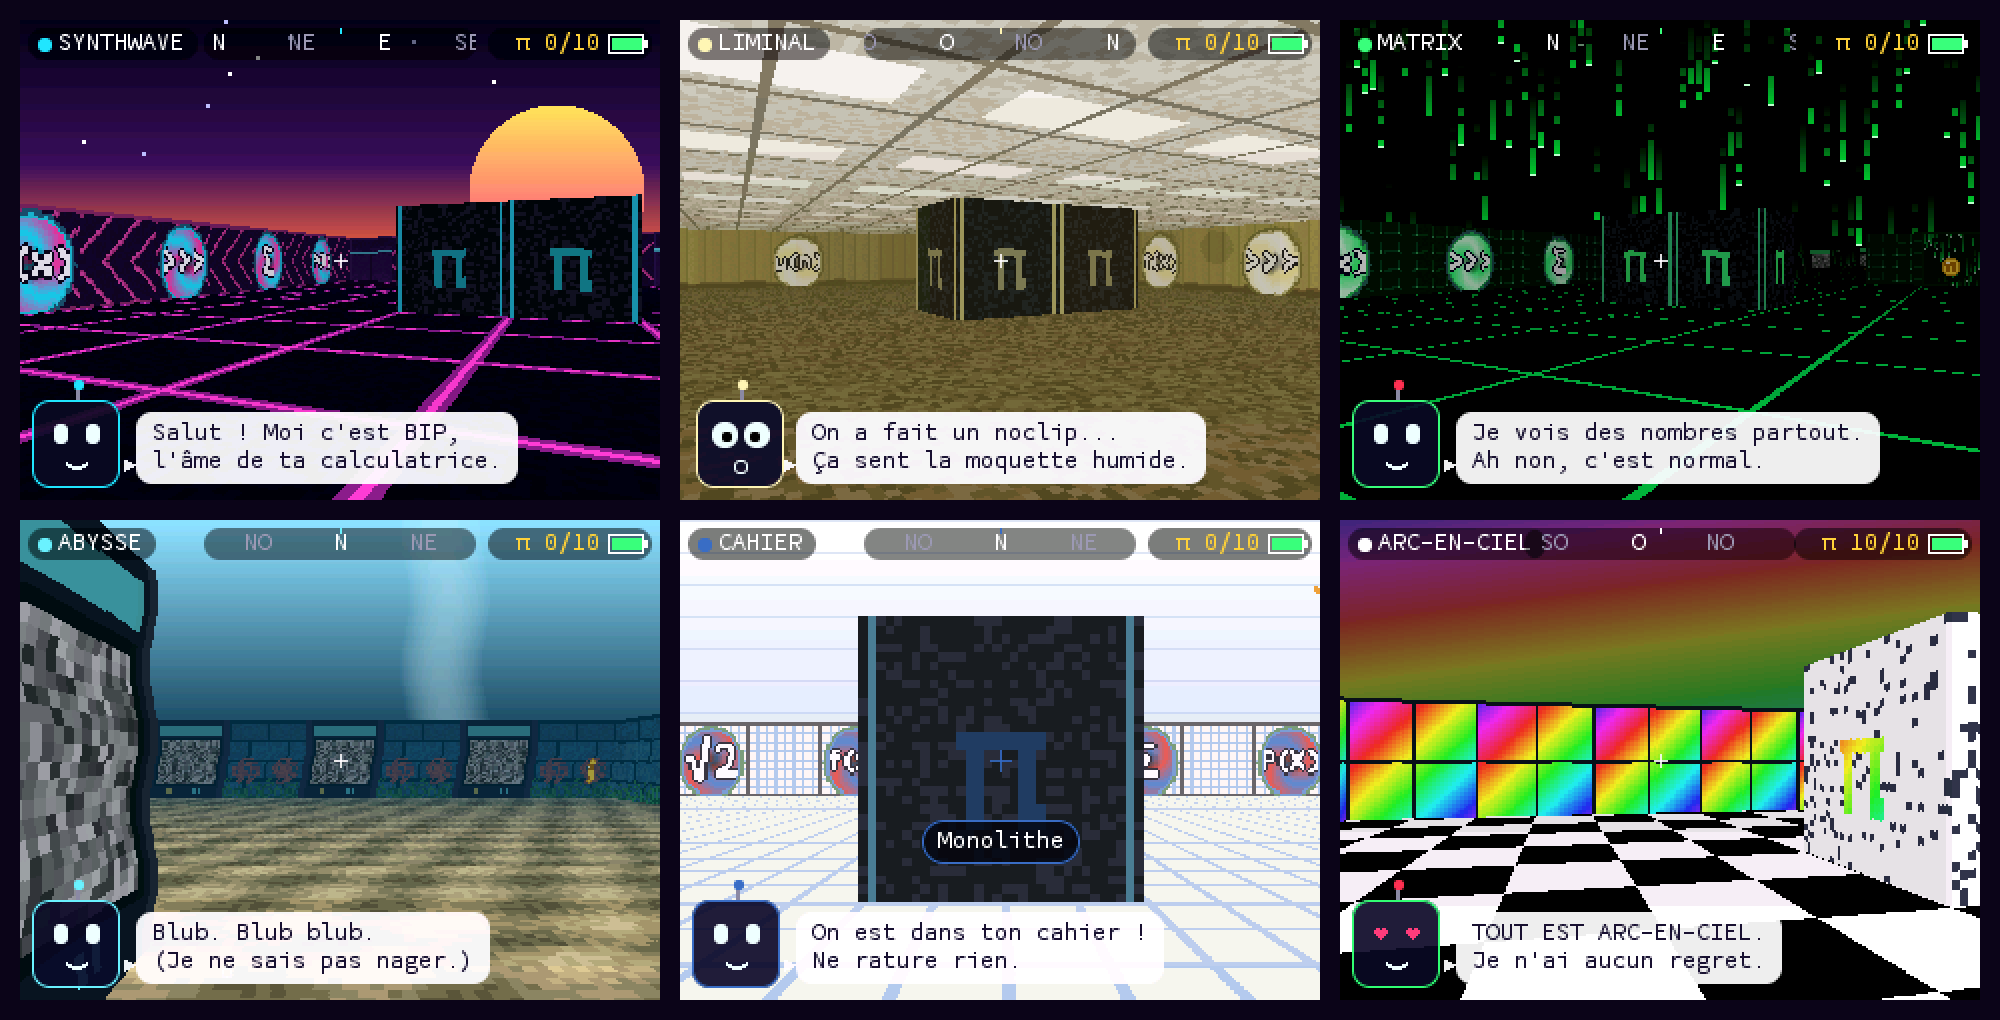 SYNTHWAVE N NE E SE π 0/10
>>>
π π
Salut ! Moi c'est BIP,
l'âme de ta calculatrice.
LIMINAL O NO N π 0/10
π π π
>>>
On a fait un noclip...
Ça sent la moquette humide.
MATRIX N NE E π 0/10
>>> Σ
π π π
Je vois des nombres partout.
Ah non, c'est normal.
ABYSSE NO N NE π 0/10
Blub. Blub blub.
(Je ne sais pas nager.)
CAHIER NO N NE π 0/10
√2
P(X)
π
Monolithe
On est dans ton cahier !
Ne rature rien.
ARC-EN-CIEL SO O NO π 10/10
π
TOUT EST ARC-EN-CIEL.
Je n'ai aucun regret.